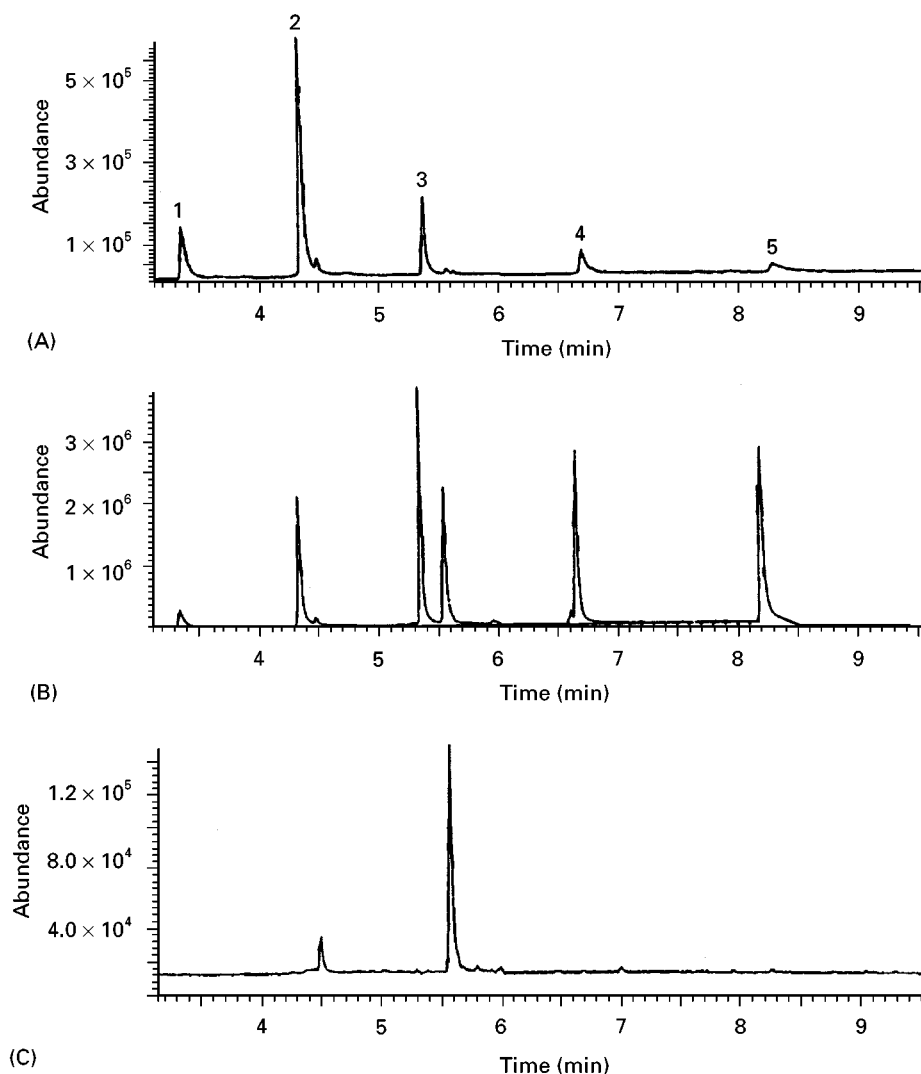 2
5 × 10⁵
3 × 10⁵
1 × 10⁵
Abundance
1
3
4
5
4 5 6 7 8 9
Time (min)
(A)
3 × 10⁶
2 × 10⁶
1 × 10⁶
Abundance
4 5 6 7 8 9
Time (min)
(B)
1.2 × 10⁵
8.0 × 10⁴
4.0 × 10⁴
Abundance
4 5 6 7 8 9
Time (min)
(C)